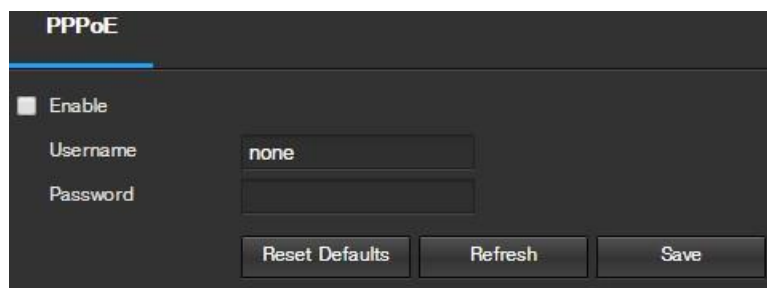 PPPoE
Enable
Username none
Password
Reset Defaults Refresh Save